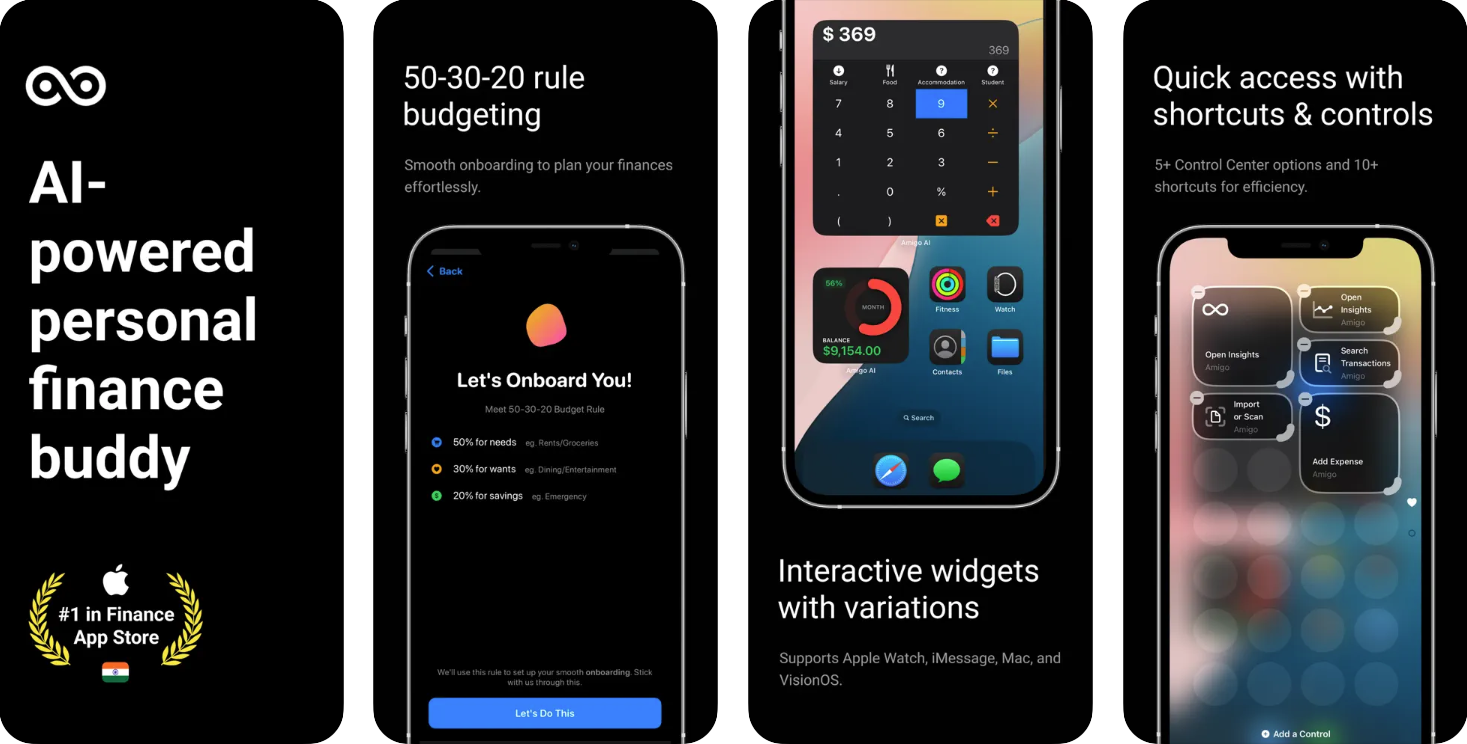 AI-
powered
personal
finance
buddy
#1 in Finance
App Store
50-30-20 rule
budgeting
Smooth onboarding to plan your finances
effortlessly.
Back
Let's Onboard You!
Meet 50-30-20 Budget Rule
50% for needs eg. Rents/Groceries
30% for wants eg. Dining/Entertainment
20% for savings eg. Emergency
We'll use this rule to set up your smooth onboarding. Stick
with us through this.
Let's Do This
$ 369
369
Salary Food Accommodation Student
7 8 9 ×
4 5 6 ÷
1 2 3 −
. 0 % +
( )
Amigo AI
56%
MONTH
BALANCE
$9,154.00
Amigo AI
Fitness Watch
Contacts Files
Search
Interactive widgets
with variations
Supports Apple Watch, iMessage, Mac, and
VisionOS.
Quick access with
shortcuts & controls
5+ Control Center options and 10+
shortcuts for efficiency.
Open Insights
Amigo
Open
Insights
Amigo
Search
Transactions
Amigo
Import
or Scan
Amigo
$
Add Expense
Amigo
Add a Control